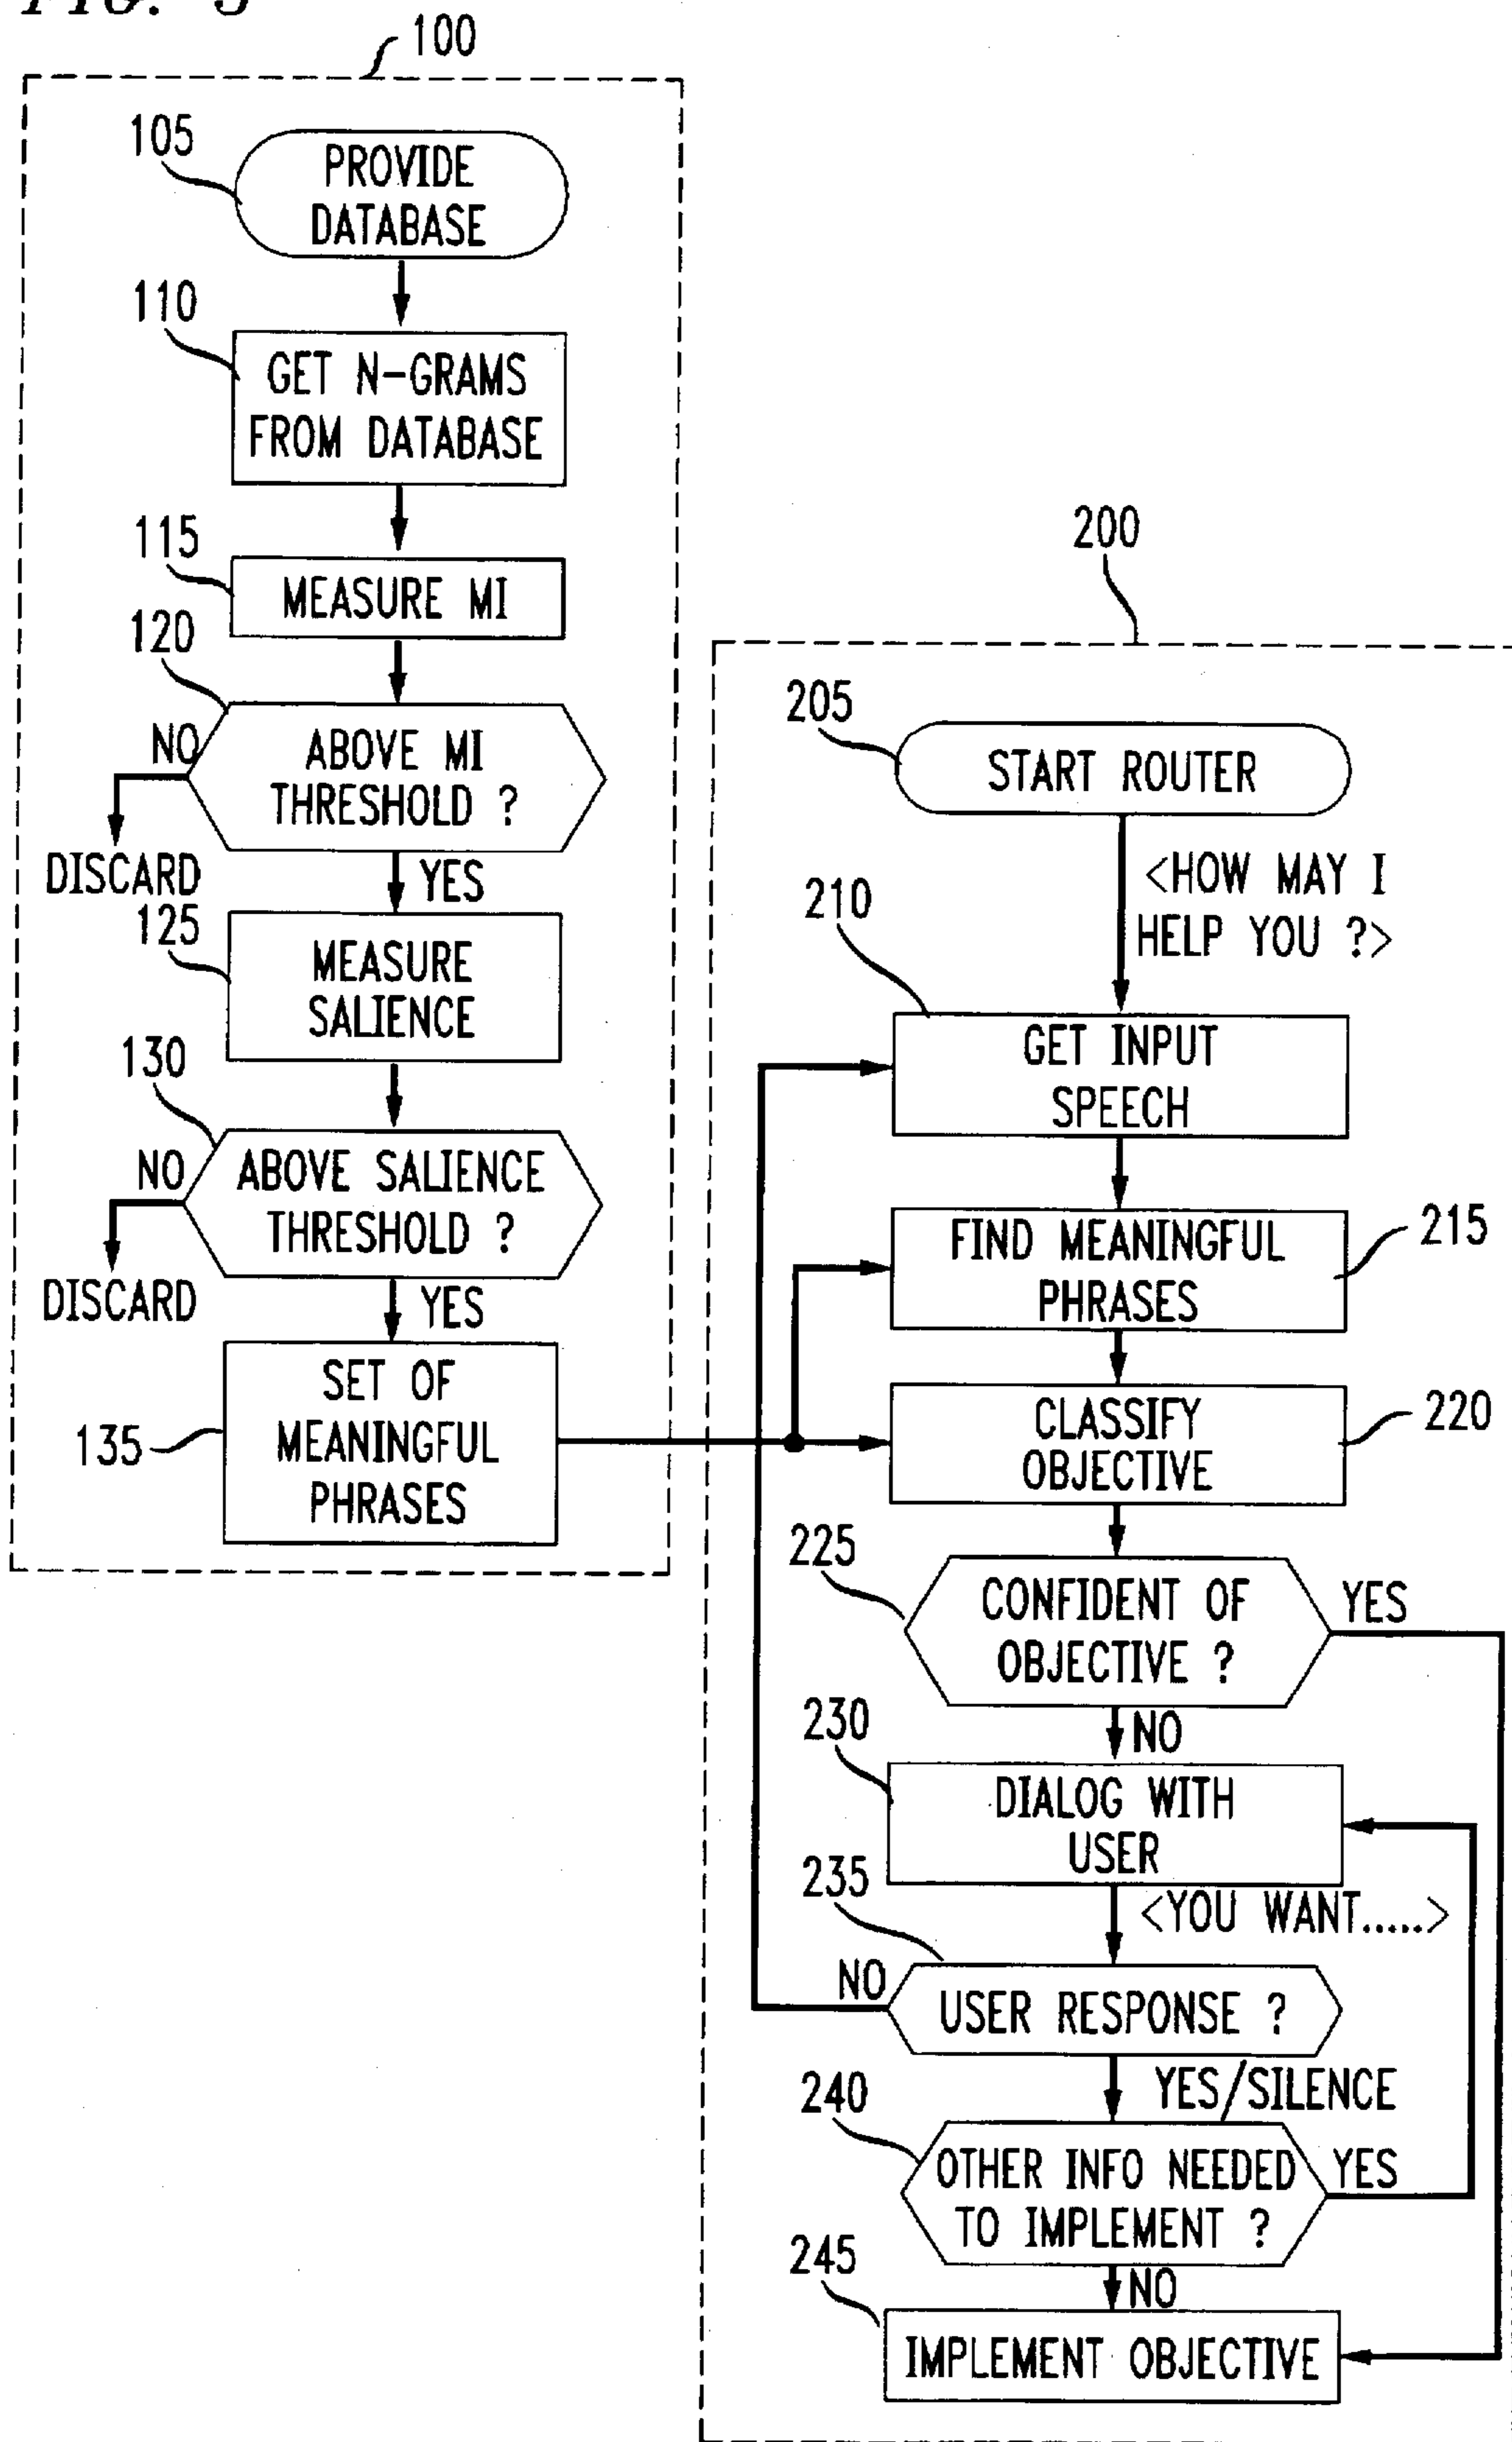 100
105
PROVIDE
DATABASE
110
GET N-GRAMS
FROM DATABASE
115
MEASURE MI
120
NO
ABOVE MI
THRESHOLD ?
DISCARD
YES
125
MEASURE
SALIENCE
130
NO
ABOVE SALIENCE
THRESHOLD ?
DISCARD
YES
135
SET OF
MEANINGFUL
PHRASES
200
205
START ROUTER
<HOW MAY I
HELP YOU ?>
210
GET INPUT
SPEECH
215
FIND MEANINGFUL
PHRASES
220
CLASSIFY
OBJECTIVE
225
CONFIDENT OF
OBJECTIVE ?
YES
NO
230
DIALOG WITH
USER
235
<YOU WANT.....>
NO
USER RESPONSE ?
YES/SILENCE
240
OTHER INFO NEEDED
TO IMPLEMENT ?
YES
NO
245
IMPLEMENT OBJECTIVE